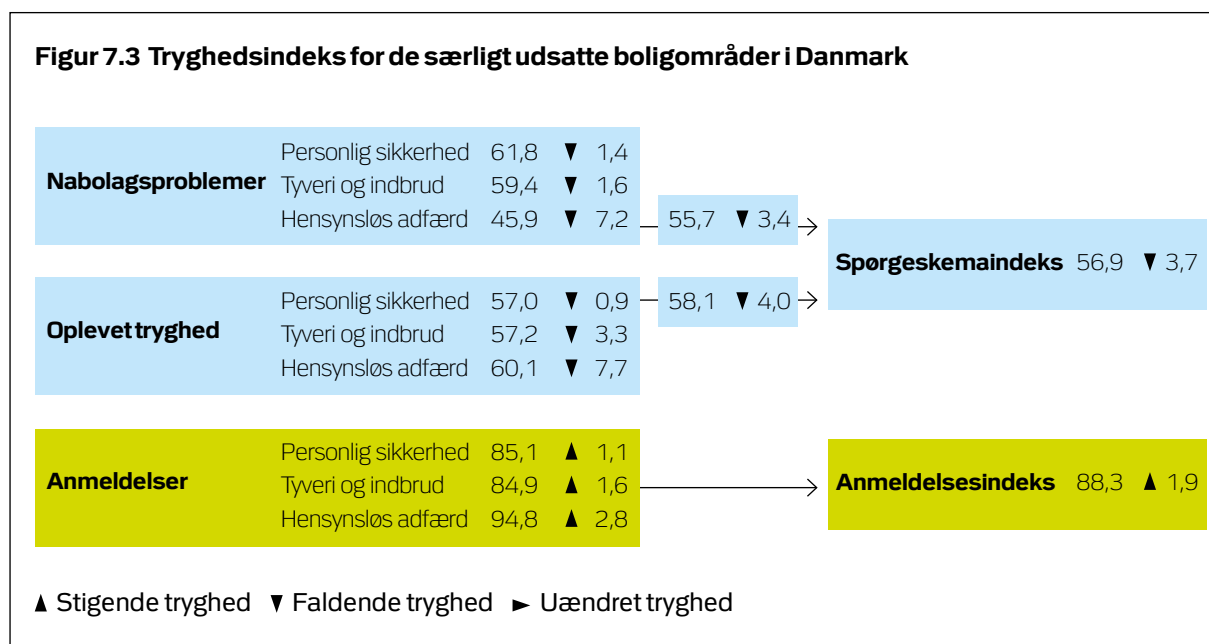 Figur 7.3 Tryghedsindeks for de særligt udsatte boligområder i Danmark
Nabolagsproblemer
Personlig sikkerhed 61,8 ▼ 1,4
Tyveri og indbrud 59,4 ▼ 1,6
Hensynsløs adfærd 45,9 ▼ 7,2
55,7 ▼ 3,4
Oplevet tryghed
Personlig sikkerhed 57,0 ▼ 0,9
Tyveri og indbrud 57,2 ▼ 3,3
Hensynsløs adfærd 60,1 ▼ 7,7
58,1 ▼ 4,0
Spørgeskemaindeks 56,9 ▼ 3,7
Anmeldelser
Personlig sikkerhed 85,1 ▲ 1,1
Tyveri og indbrud 84,9 ▲ 1,6
Hensynsløs adfærd 94,8 ▲ 2,8
Anmeldelsesindeks 88,3 ▲ 1,9
▲ Stigende tryghed ▼ Faldende tryghed ► Uændret tryghed